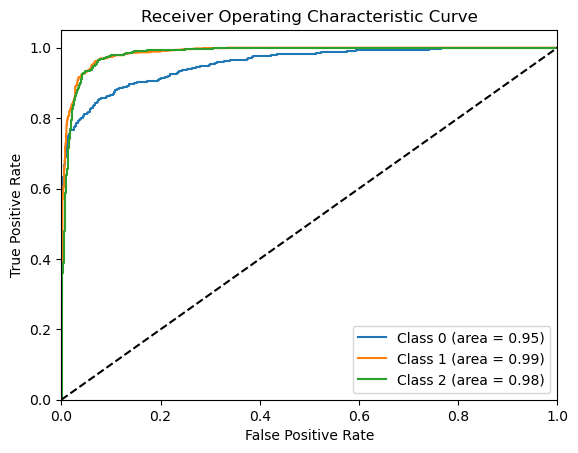 Receiver Operating Characteristic Curve
True Positive Rate
1.0
0.8
0.6
0.4
0.2
0.0
Class 0 (area = 0.95)
Class 1 (area = 0.99)
Class 2 (area = 0.98)
0.0 0.2 0.4 0.6 0.8 1.0
False Positive Rate